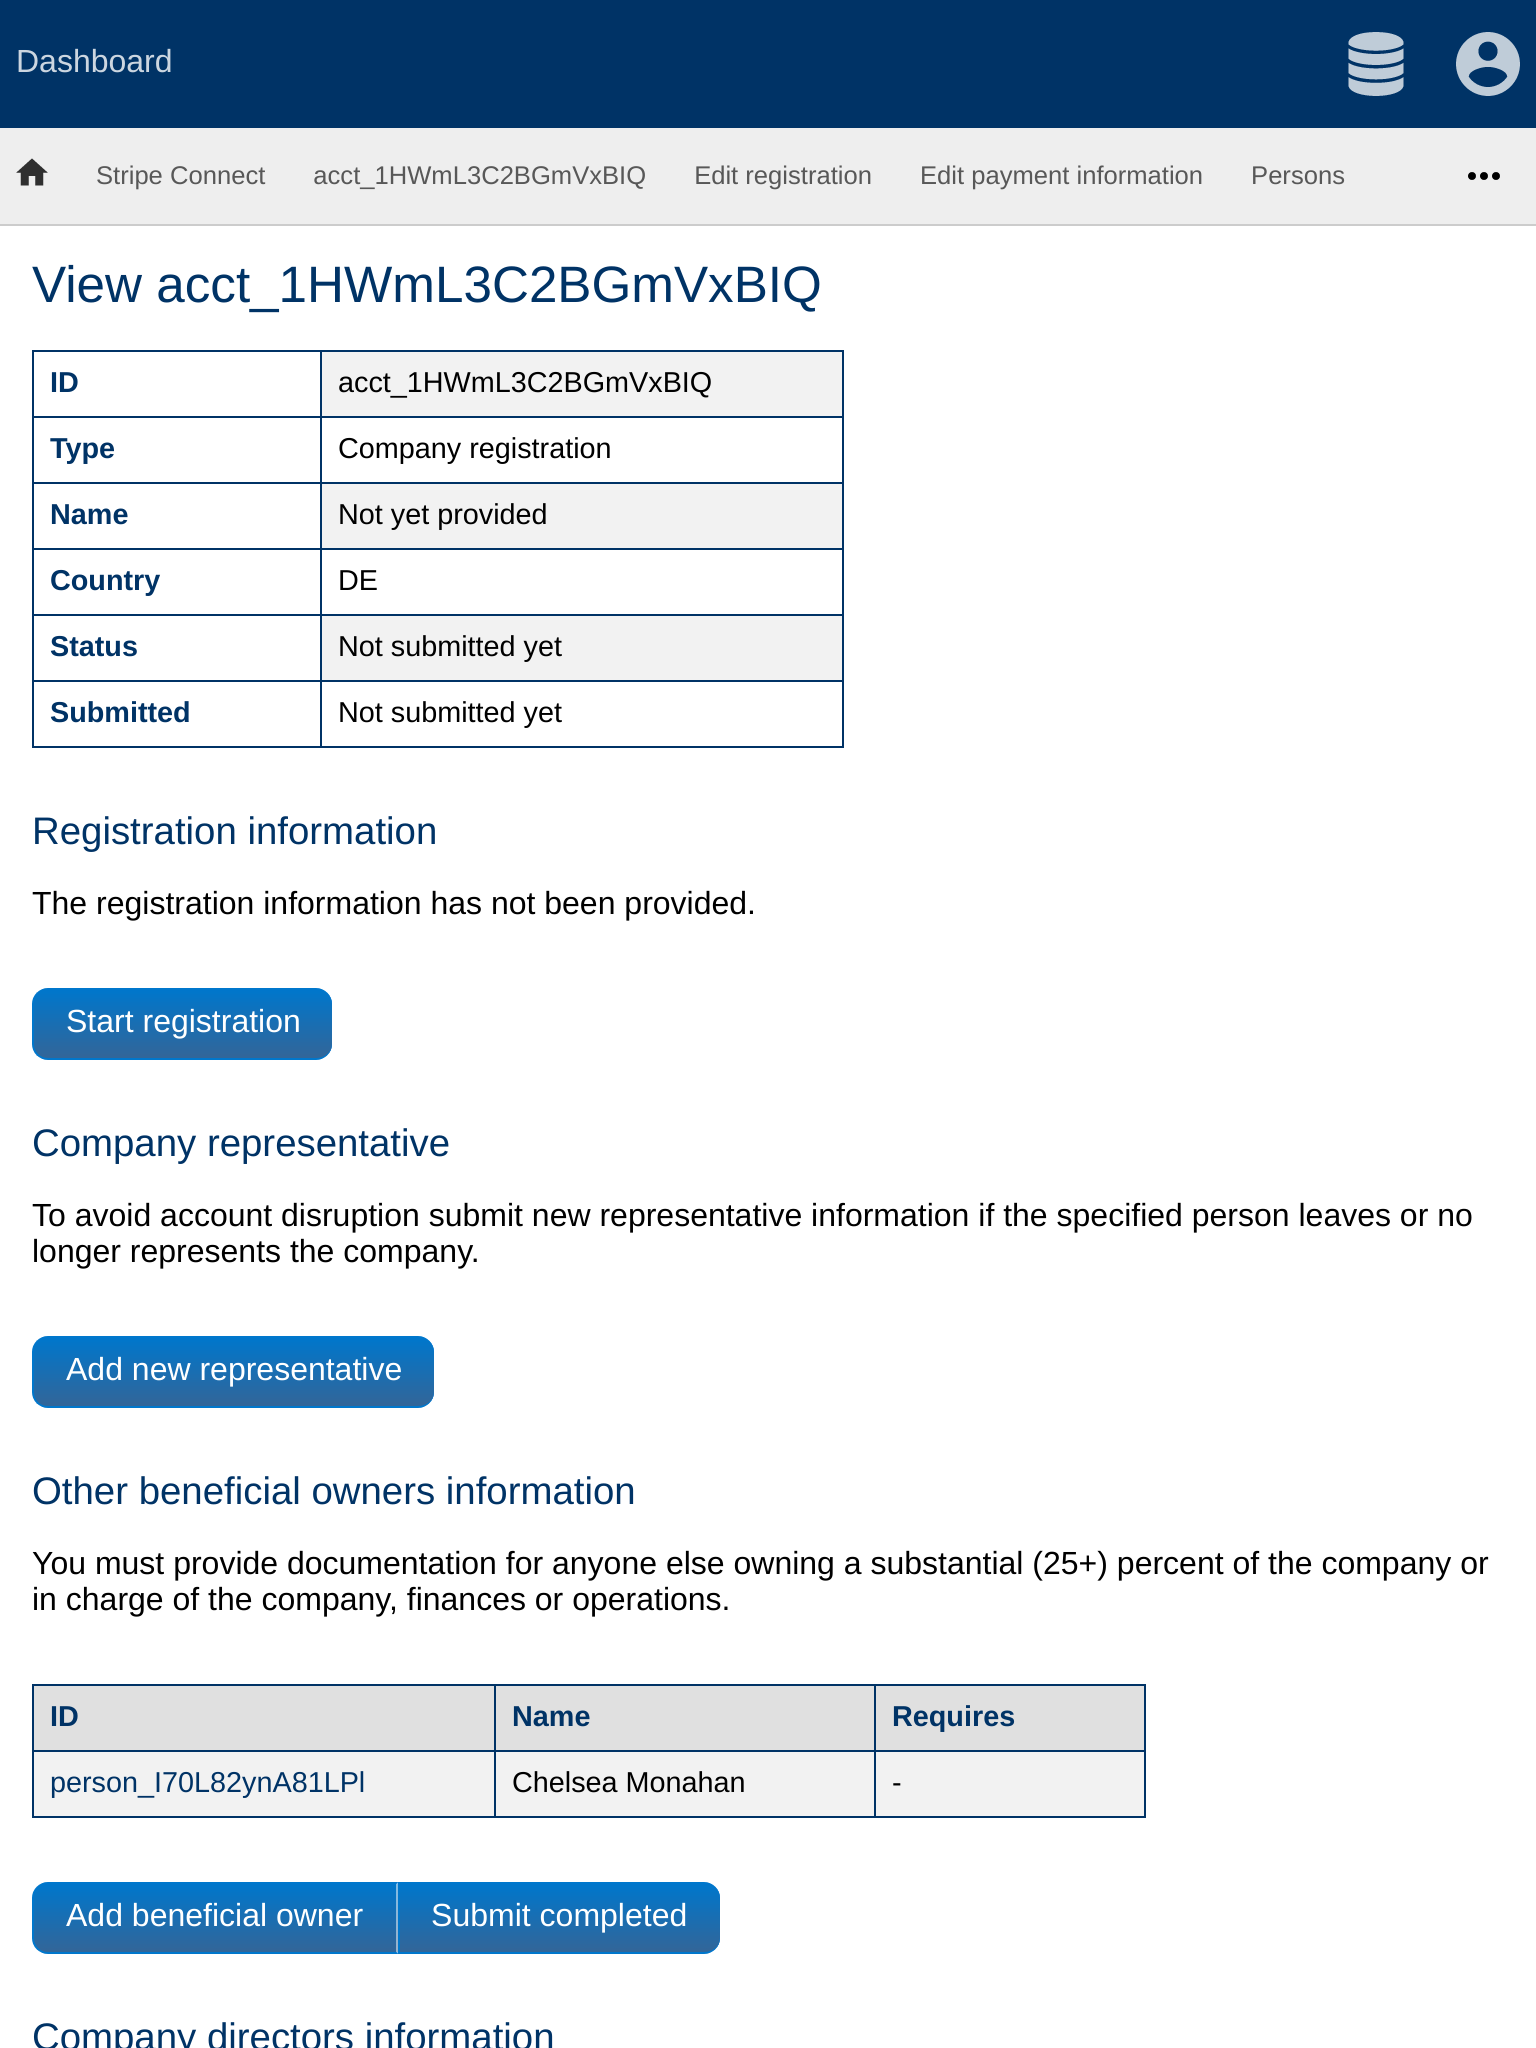 Dashboard
Stripe Connect acct_1HWmL3C2BGmVxBIQ Edit registration Edit payment information Persons
View acct_1HWmL3C2BGmVxBIQ
ID acct_1HWmL3C2BGmVxBIQ
Type Company registration
Name Not yet provided
Country DE
Status Not submitted yet
Submitted Not submitted yet
Registration information
The registration information has not been provided.
Start registration
Company representative
To avoid account disruption submit new representative information if the specified person leaves or no
longer represents the company.
Add new representative
Other beneficial owners information
You must provide documentation for anyone else owning a substantial (25+) percent of the company or
in charge of the company, finances or operations.
ID Name Requires
person_I70L82ynA81LPl Chelsea Monahan -
Add beneficial owner Submit completed
Company directors information